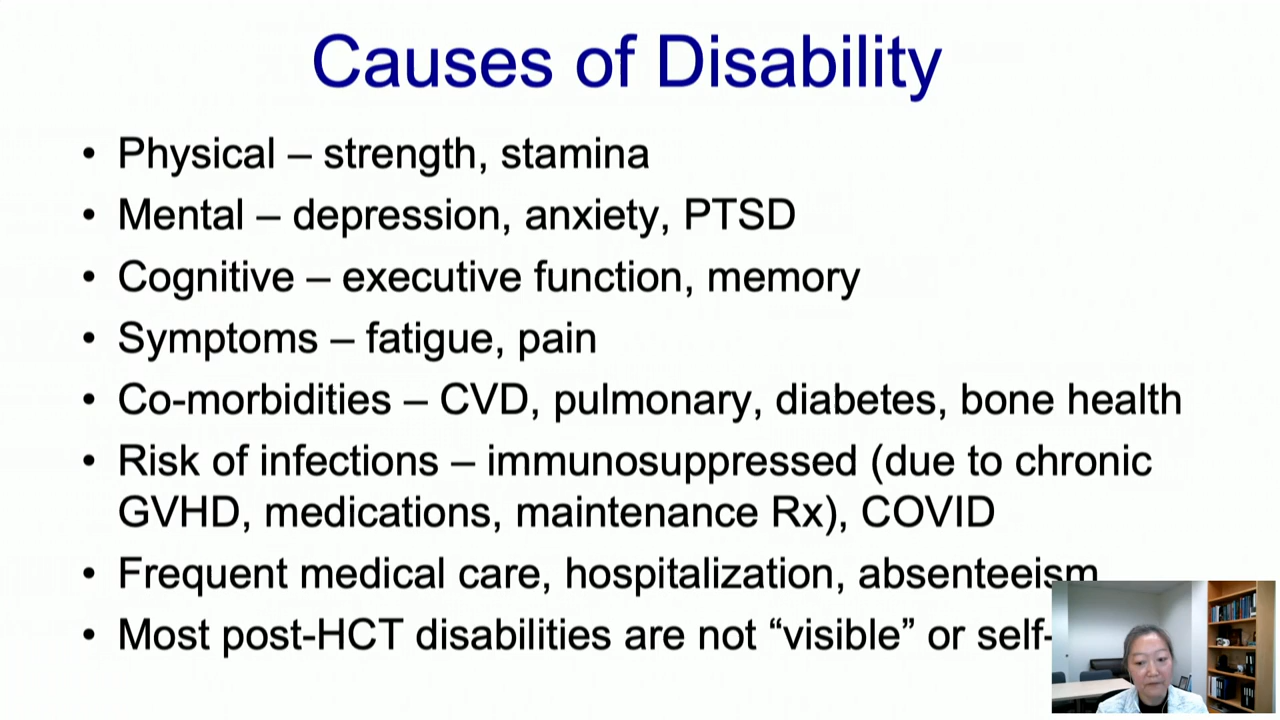 Causes of Disability
• Physical – strength, stamina
• Mental – depression, anxiety, PTSD
• Cognitive – executive function, memory
• Symptoms – fatigue, pain
• Co-morbidities – CVD, pulmonary, diabetes, bone health
• Risk of infections – immunosuppressed (due to chronic
GVHD, medications, maintenance Rx), COVID
• Frequent medical care, hospitalization, absenteeism
• Most post-HCT disabilities are not “visible” or self-